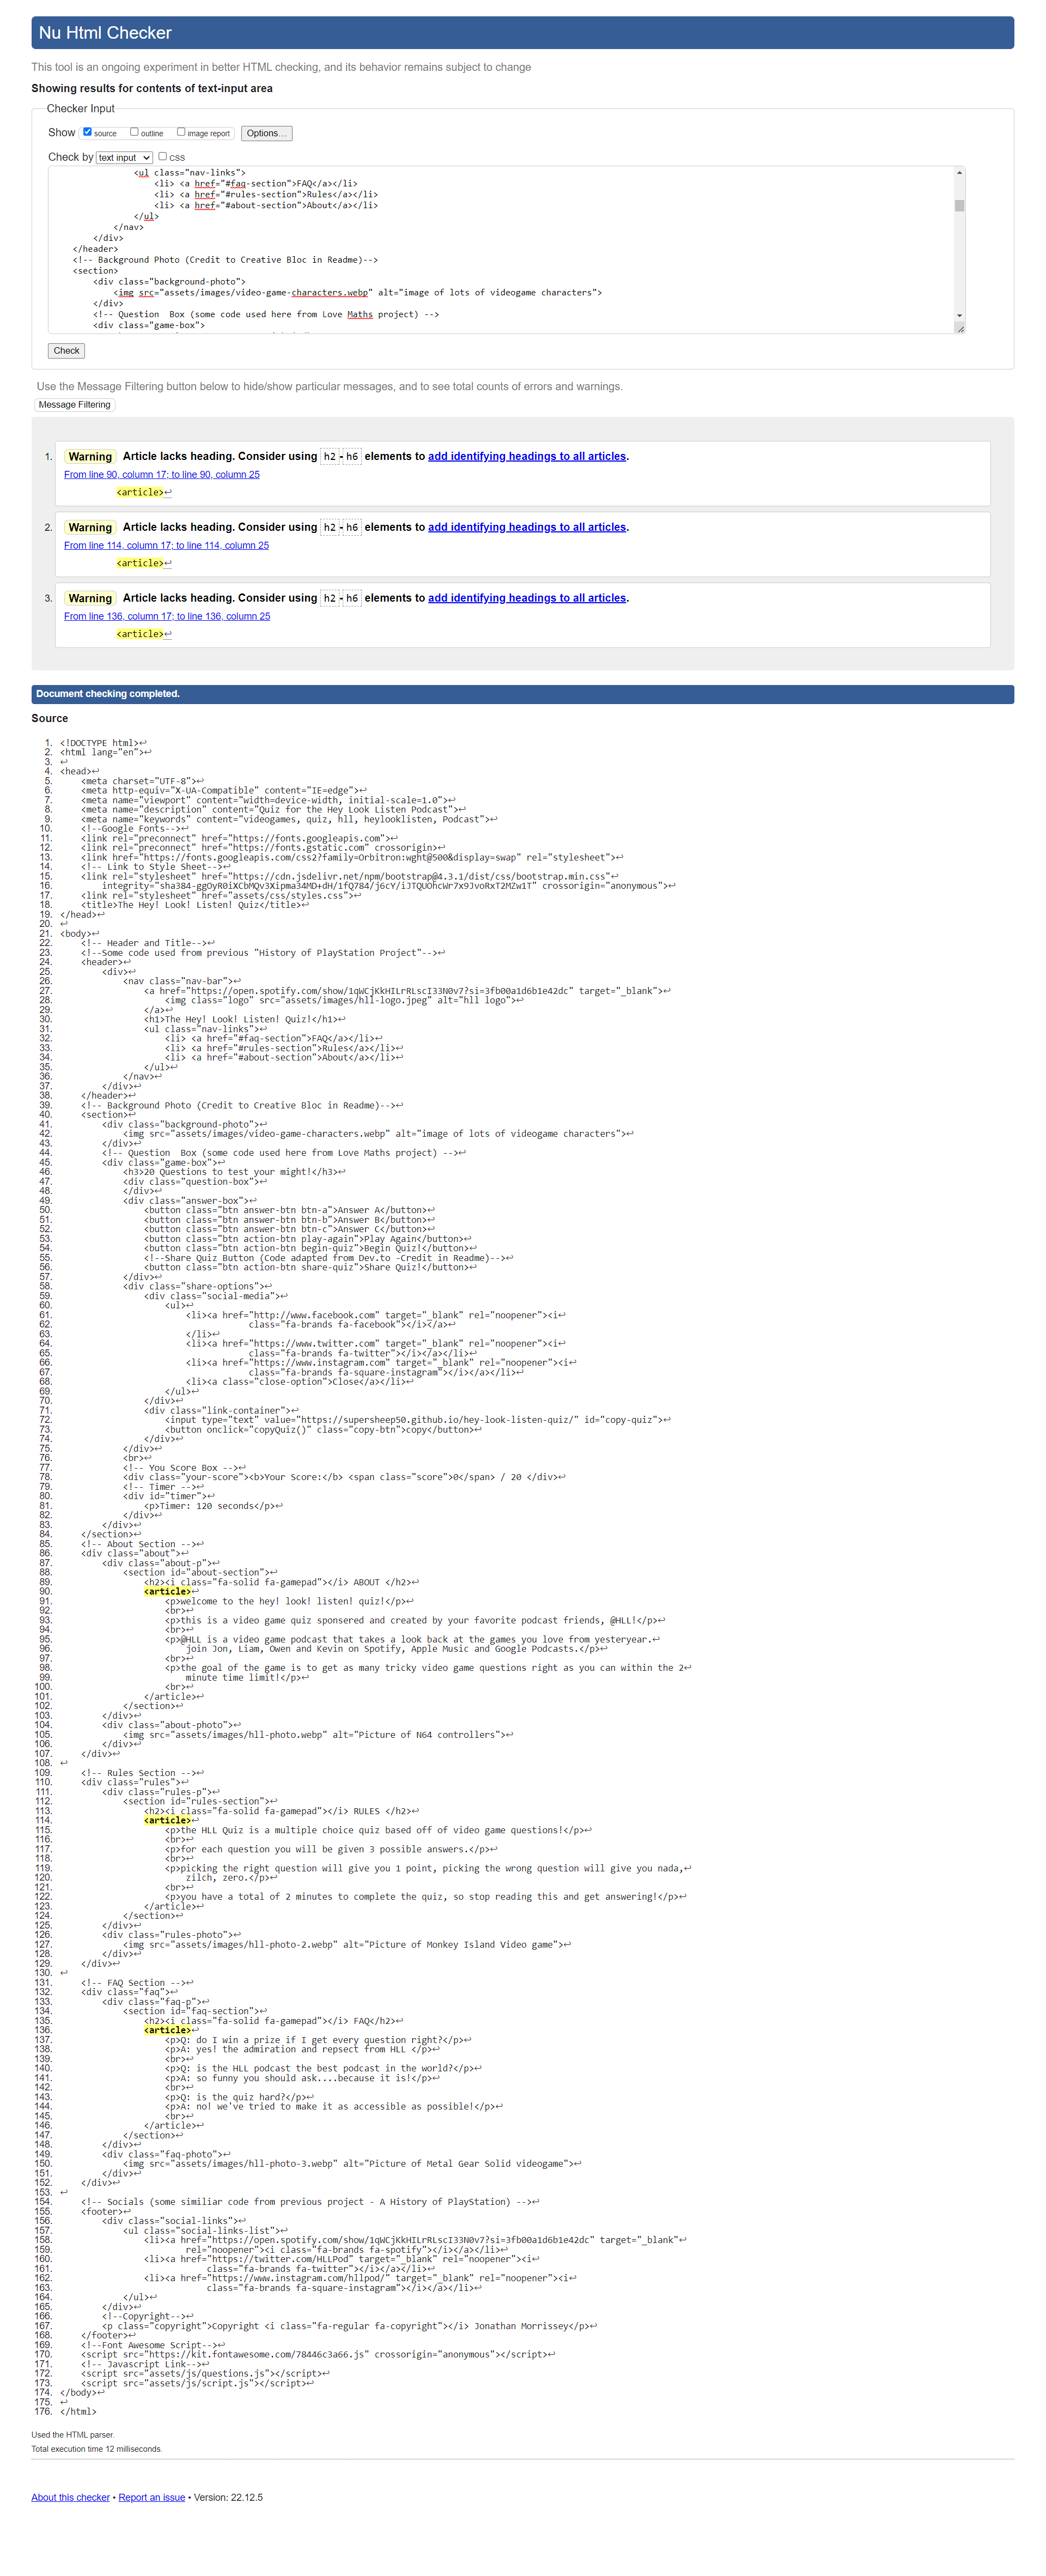 Nu Html Checker
This tool is an ongoing experiment in better HTML checking, and its behavior remains subject to change
Showing results for contents of text-input area
Checker Input
Show source outline image report Options...
Check by text input css
<ul class="nav-links">
<li> <a href="#faq-section">FAQ</a></li>
<li> <a href="#rules-section">Rules</a></li>
<li> <a href="#about-section">About</a></li>
</ul>
</nav>
</div>
</header>
<!-- Background Photo (Credit to Creative Bloc in Readme)-->
<section>
<div class="background-photo">
<img src="assets/images/video-game-characters.webp" alt="image of lots of videogame characters">
</div>
<!-- Question  Box (some code used here from Love Maths project) -->
<div class="game-box">
Check
Use the Message Filtering button below to hide/show particular messages, and to see total counts of errors and warnings.
Message Filtering
1. Warning Article lacks heading. Consider using h2-h6 elements to add identifying headings to all articles.
From line 90, column 17; to line 90, column 25
<article>↩
2. Warning Article lacks heading. Consider using h2-h6 elements to add identifying headings to all articles.
From line 114, column 17; to line 114, column 25
<article>↩
3. Warning Article lacks heading. Consider using h2-h6 elements to add identifying headings to all articles.
From line 136, column 17; to line 136, column 25
<article>↩
Document checking completed.
Source
1. <!DOCTYPE html>↩
2. <html lang="en">↩
3. ↩
4. <head>↩
5. <meta charset="UTF-8">↩
6. <meta http-equiv="X-UA-Compatible" content="IE=edge">↩
7. <meta name="viewport" content="width=device-width, initial-scale=1.0">↩
8. <meta name="description" content="Quiz for the Hey Look Listen Podcast">↩
9. <meta name="keywords" content="videogames, quiz, hll, heylooklisten, Podcast">↩
10. <!--Google Fonts-->↩
11. <link rel="preconnect" href="https://fonts.googleapis.com">↩
12. <link rel="preconnect" href="https://fonts.gstatic.com" crossorigin>↩
13. <link href="https://fonts.googleapis.com/css2?family=Orbitron:wght@500&display=swap" rel="stylesheet">↩
14. <!-- Link to Style Sheet-->↩
15. <link rel="stylesheet" href="https://cdn.jsdelivr.net/npm/bootstrap@4.3.1/dist/css/bootstrap.min.css"↩
16. integrity="sha384-ggOyR0iXCbMQv3Xipma34MD+dH/1fQ784/j6cY/iJTQUOhcWr7x9JvoRxT2MZw1T" crossorigin="anonymous">↩
17. <link rel="stylesheet" href="assets/css/styles.css">↩
18. <title>The Hey! Look! Listen! Quiz</title>↩
19. </head>↩
20. ↩
21. <body>↩
22. <!-- Header and Title-->↩
23. <!--Some code used from previous "History of PlayStation Project"-->↩
24. <header>↩
25. <div>↩
26. <nav class="nav-bar">↩
27. <a href="https://open.spotify.com/show/1qWCjKkHILrRLscI33N0v7?si=3fb00a1d6b1e42dc" target="_blank">↩
28. <img class="logo" src="assets/images/hll-logo.jpeg" alt="hll logo">↩
29. </a>↩
30. <h1>The Hey! Look! Listen! Quiz!</h1>↩
31. <ul class="nav-links">↩
32. <li> <a href="#faq-section">FAQ</a></li>↩
33. <li> <a href="#rules-section">Rules</a></li>↩
34. <li> <a href="#about-section">About</a></li>↩
35. </ul>↩
36. </nav>↩
37. </div>↩
38. </header>↩
39. <!-- Background Photo (Credit to Creative Bloc in Readme)-->↩
40. <section>↩
41. <div class="background-photo">↩
42. <img src="assets/images/video-game-characters.webp" alt="image of lots of videogame characters">↩
43. </div>↩
44. <!-- Question  Box (some code used here from Love Maths project) -->↩
45. <div class="game-box">↩
46. <h3>20 Questions to test your might!</h3>↩
47. <div class="question-box">↩
48. </div>↩
49. <div class="answer-box">↩
50. <button class="btn answer-btn btn-a">Answer A</button>↩
51. <button class="btn answer-btn btn-b">Answer B</button>↩
52. <button class="btn answer-btn btn-c">Answer C</button>↩
53. <button class="btn action-btn play-again">Play Again</button>↩
54. <button class="btn action-btn begin-quiz">Begin Quiz!</button>↩
55. <!--Share Quiz Button (Code adapted from Dev.to -Credit in Readme)-->↩
56. <button class="btn action-btn share-quiz">Share Quiz!</button>↩
57. </div>↩
58. <div class="share-options">↩
59. <div class="social-media">↩
60. <ul>↩
61. <li><a href="http://www.facebook.com" target="_blank" rel="noopener"><i↩
62. class="fa-brands fa-facebook"></i></a>↩
63. </li>↩
64. <li><a href="https://www.twitter.com" target="_blank" rel="noopener"><i↩
65. class="fa-brands fa-twitter"></i></a></li>↩
66. <li><a href="https://www.instagram.com" target="_blank" rel="noopener"><i↩
67. class="fa-brands fa-square-instagram"></i></a></li>↩
68. <li><a class="close-option">Close</a></li>↩
69. </ul>↩
70. </div>↩
71. <div class="link-container">↩
72. <input type="text" value="https://supersheep50.github.io/hey-look-listen-quiz/" id="copy-quiz">↩
73. <button onclick="copyQuiz()" class="copy-btn">copy</button>↩
74. </div>↩
75. </div>↩
76. <br>↩
77. <!-- You Score Box -->↩
78. <div class="your-score"><b>Your Score:</b> <span class="score">0</span> / 20 </div>↩
79. <!-- Timer -->↩
80. <div id="timer">↩
81. <p>Timer: 120 seconds</p>↩
82. </div>↩
83. </div>↩
84. </section>↩
85. <!-- About Section -->↩
86. <div class="about">↩
87. <div class="about-p">↩
88. <section id="about-section">↩
89. <h2><i class="fa-solid fa-gamepad"></i> ABOUT </h2>↩
90. <article>↩
91. <p>welcome to the hey! look! listen! quiz!</p>↩
92. <br>↩
93. <p>this is a video game quiz sponsered and created by your favorite podcast friends, @HLL!</p>↩
94. <br>↩
95. <p>@HLL is a video game podcast that takes a look back at the games you love from yesteryear.↩
96. join Jon, Liam, Owen and Kevin on Spotify, Apple Music and Google Podcasts.</p>↩
97. <br>↩
98. <p>the goal of the game is to get as many tricky video game questions right as you can within the 2↩
99. minute time limit!</p>↩
100. <br>↩
101. </article>↩
102. </section>↩
103. </div>↩
104. <div class="about-photo">↩
105. <img src="assets/images/hll-photo.webp" alt="Picture of N64 controllers">↩
106. </div>↩
107. </div>↩
108. ↩
109. <!-- Rules Section -->↩
110. <div class="rules">↩
111. <div class="rules-p">↩
112. <section id="rules-section">↩
113. <h2><i class="fa-solid fa-gamepad"></i> RULES </h2>↩
114. <article>↩
115. <p>the HLL Quiz is a multiple choice quiz based off of video game questions!</p>↩
116. <br>↩
117. <p>for each question you will be given 3 possible answers.</p>↩
118. <br>↩
119. <p>picking the right question will give you 1 point, picking the wrong question will give you nada,↩
120. zilch, zero.</p>↩
121. <br>↩
122. <p>you have a total of 2 minutes to complete the quiz, so stop reading this and get answering!</p>↩
123. </article>↩
124. </section>↩
125. </div>↩
126. <div class="rules-photo">↩
127. <img src="assets/images/hll-photo-2.webp" alt="Picture of Monkey Island Video game">↩
128. </div>↩
129. </div>↩
130. ↩
131. <!-- FAQ Section -->↩
132. <div class="faq">↩
133. <div class="faq-p">↩
134. <section id="faq-section">↩
135. <h2><i class="fa-solid fa-gamepad"></i> FAQ</h2>↩
136. <article>↩
137. <p>Q: do I win a prize if I get every question right?</p>↩
138. <p>A: yes! the admiration and repsect from HLL </p>↩
139. <br>↩
140. <p>Q: is the HLL podcast the best podcast in the world?</p>↩
141. <p>A: so funny you should ask....because it is!</p>↩
142. <br>↩
143. <p>Q: is the quiz hard?</p>↩
144. <p>A: no! we've tried to make it as accessible as possible!</p>↩
145. <br>↩
146. </article>↩
147. </section>↩
148. </div>↩
149. <div class="faq-photo">↩
150. <img src="assets/images/hll-photo-3.webp" alt="Picture of Metal Gear Solid videogame">↩
151. </div>↩
152. </div>↩
153. ↩
154. <!-- Socials (some similiar code from previous project - A History of PlayStation) -->↩
155. <footer>↩
156. <div class="social-links">↩
157. <ul class="social-links-list">↩
158. <li><a href="https://open.spotify.com/show/1qWCjKkHILrRLscI33N0v7?si=3fb00a1d6b1e42dc" target="_blank"↩
159. rel="noopener"><i class="fa-brands fa-spotify"></i></a></li>↩
160. <li><a href="https://twitter.com/HLLPod" target="_blank" rel="noopener"><i↩
161. class="fa-brands fa-twitter"></i></a></li>↩
162. <li><a href="https://www.instagram.com/hllpod/" target="_blank" rel="noopener"><i↩
163. class="fa-brands fa-square-instagram"></i></a></li>↩
164. </ul>↩
165. </div>↩
166. <!--Copyright-->↩
167. <p class="copyright">Copyright <i class="fa-regular fa-copyright"></i> Jonathan Morrissey</p>↩
168. </footer>↩
169. <!--Font Awesome Script-->↩
170. <script src="https://kit.fontawesome.com/78446c3a66.js" crossorigin="anonymous"></script>↩
171. <!-- Javascript Link-->↩
172. <script src="assets/js/questions.js"></script>↩
173. <script src="assets/js/script.js"></script>↩
174. </body>↩
175. ↩
176. </html>
Used the HTML parser.
Total execution time 12 milliseconds.
About this checker • Report an issue • Version: 22.12.5